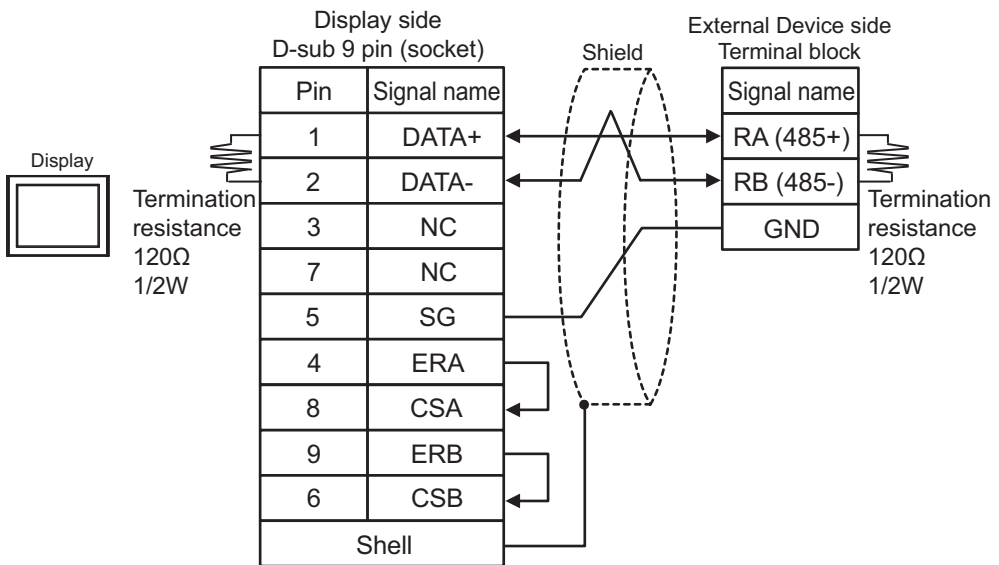 Display side
D-sub 9 pin (socket)
Shield
External Device side
Terminal block
Pin Signal name
Signal name
1 DATA+
RA (485+)
Display
2 DATA-
RB (485-)
Termination
resistance
120Ω
1/2W
Termination
resistance
120Ω
1/2W
3 NC
GND
7 NC
5 SG
4 ERA
8 CSA
9 ERB
6 CSB
Shell